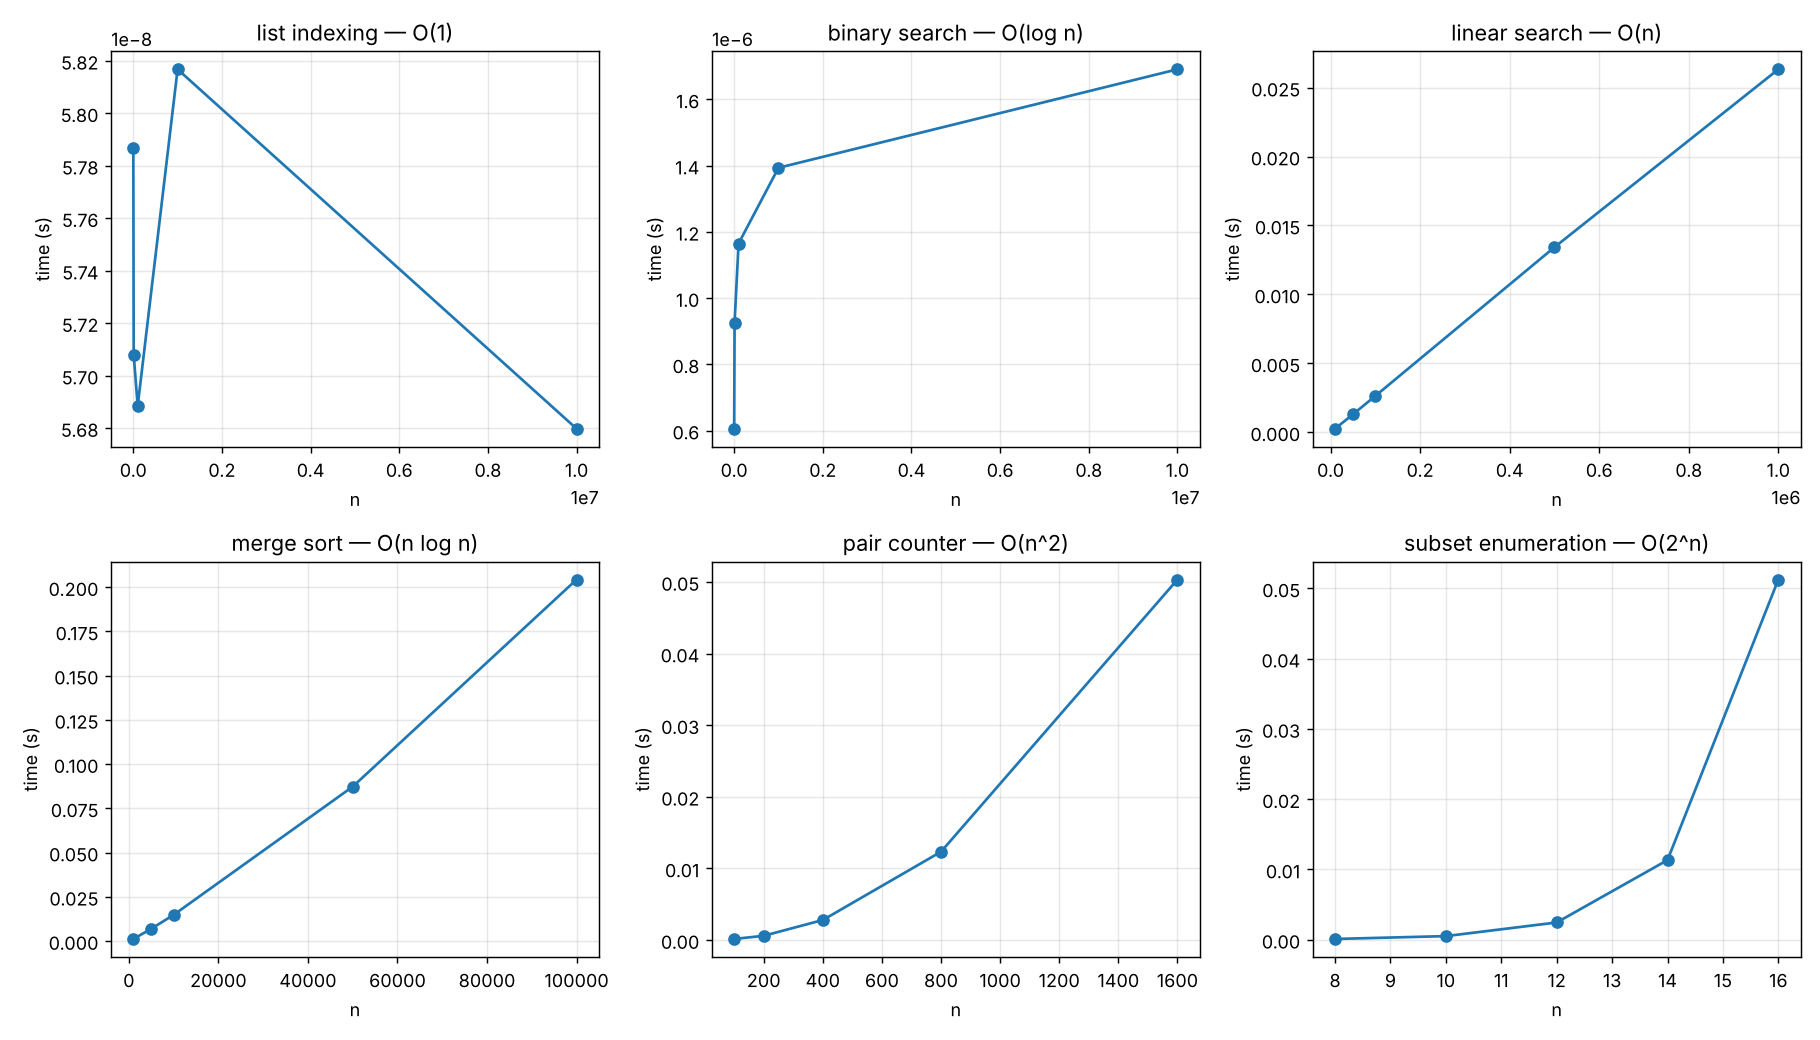 list indexing — O(1)
1e−8
5.82
5.80
5.78
5.76
5.74
5.72
5.70
5.68
time (s)
0.0 0.2 0.4 0.6 0.8 1.0
1e7
n
binary search — O(log n)
1e−6
1.6
1.4
1.2
1.0
0.8
0.6
time (s)
0.0 0.2 0.4 0.6 0.8 1.0
1e7
n
linear search — O(n)
0.025
0.020
0.015
0.010
0.005
0.000
time (s)
0.0 0.2 0.4 0.6 0.8 1.0
1e6
n
merge sort — O(n log n)
0.200
0.175
0.150
0.125
0.100
0.075
0.050
0.025
0.000
time (s)
0 20000 40000 60000 80000 100000
n
pair counter — O(n^2)
0.05
0.04
0.03
0.02
0.01
0.00
time (s)
200 400 600 800 1000 1200 1400 1600
n
subset enumeration — O(2^n)
0.05
0.04
0.03
0.02
0.01
0.00
time (s)
8 9 10 11 12 13 14 15 16
n